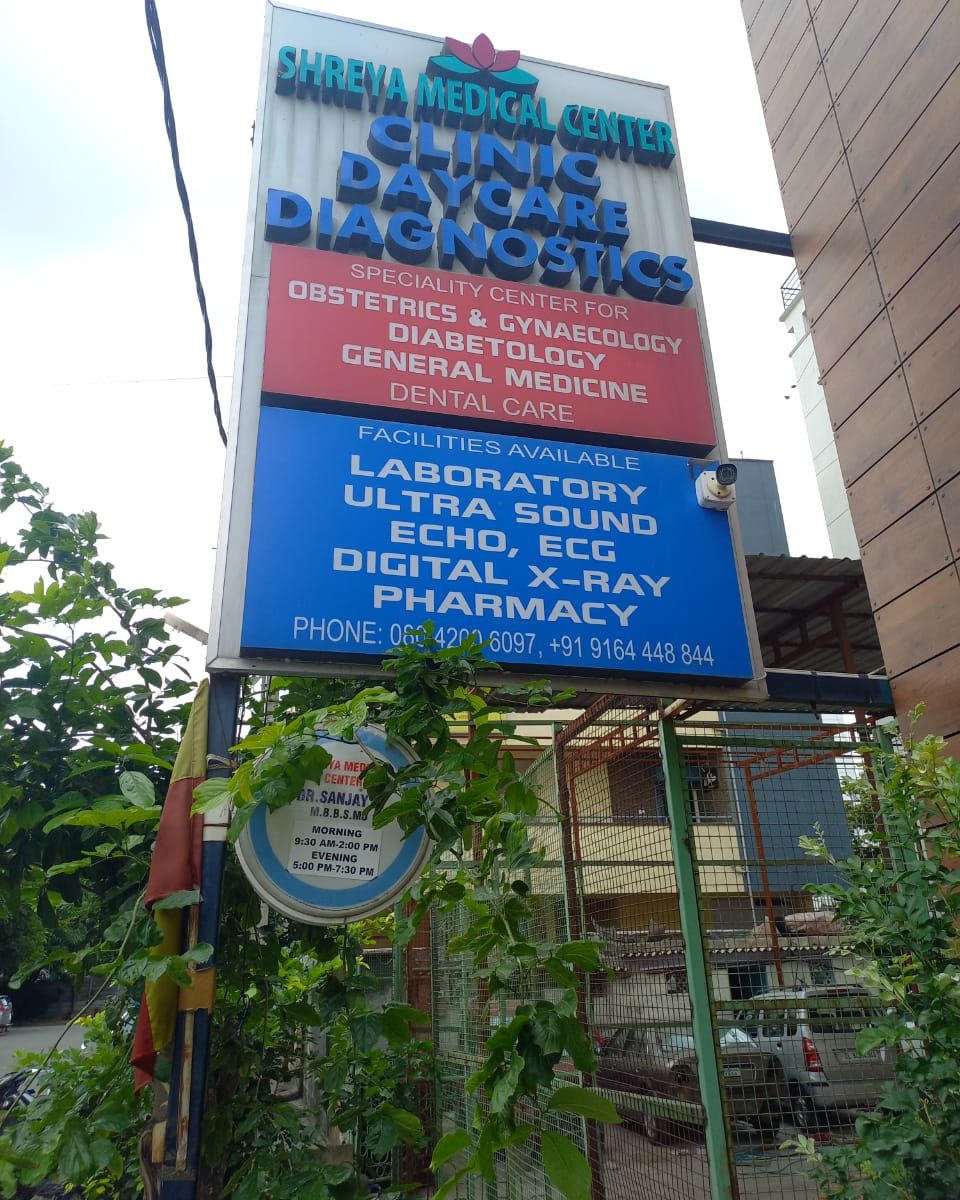 SHREYA MEDICAL CENTER
CLINIC
DAYCARE
DIAGNOSTICS
SPECIALITY CENTER FOR
OBSTETRICS & GYNAECOLOGY
DIABETOLOGY
GENERAL MEDICINE
DENTAL CARE
FACILITIES AVAILABLE
LABORATORY
ULTRA SOUND
ECHO, ECG
DIGITAL X-RAY
PHARMACY
PHONE: 6097, +91 9164 448 844
CENTER
DR.SANJAY
M.B.B.S.MD
MORNING
9:30 AM-2:00 PM
EVENING
5:00 PM-7:30 PM